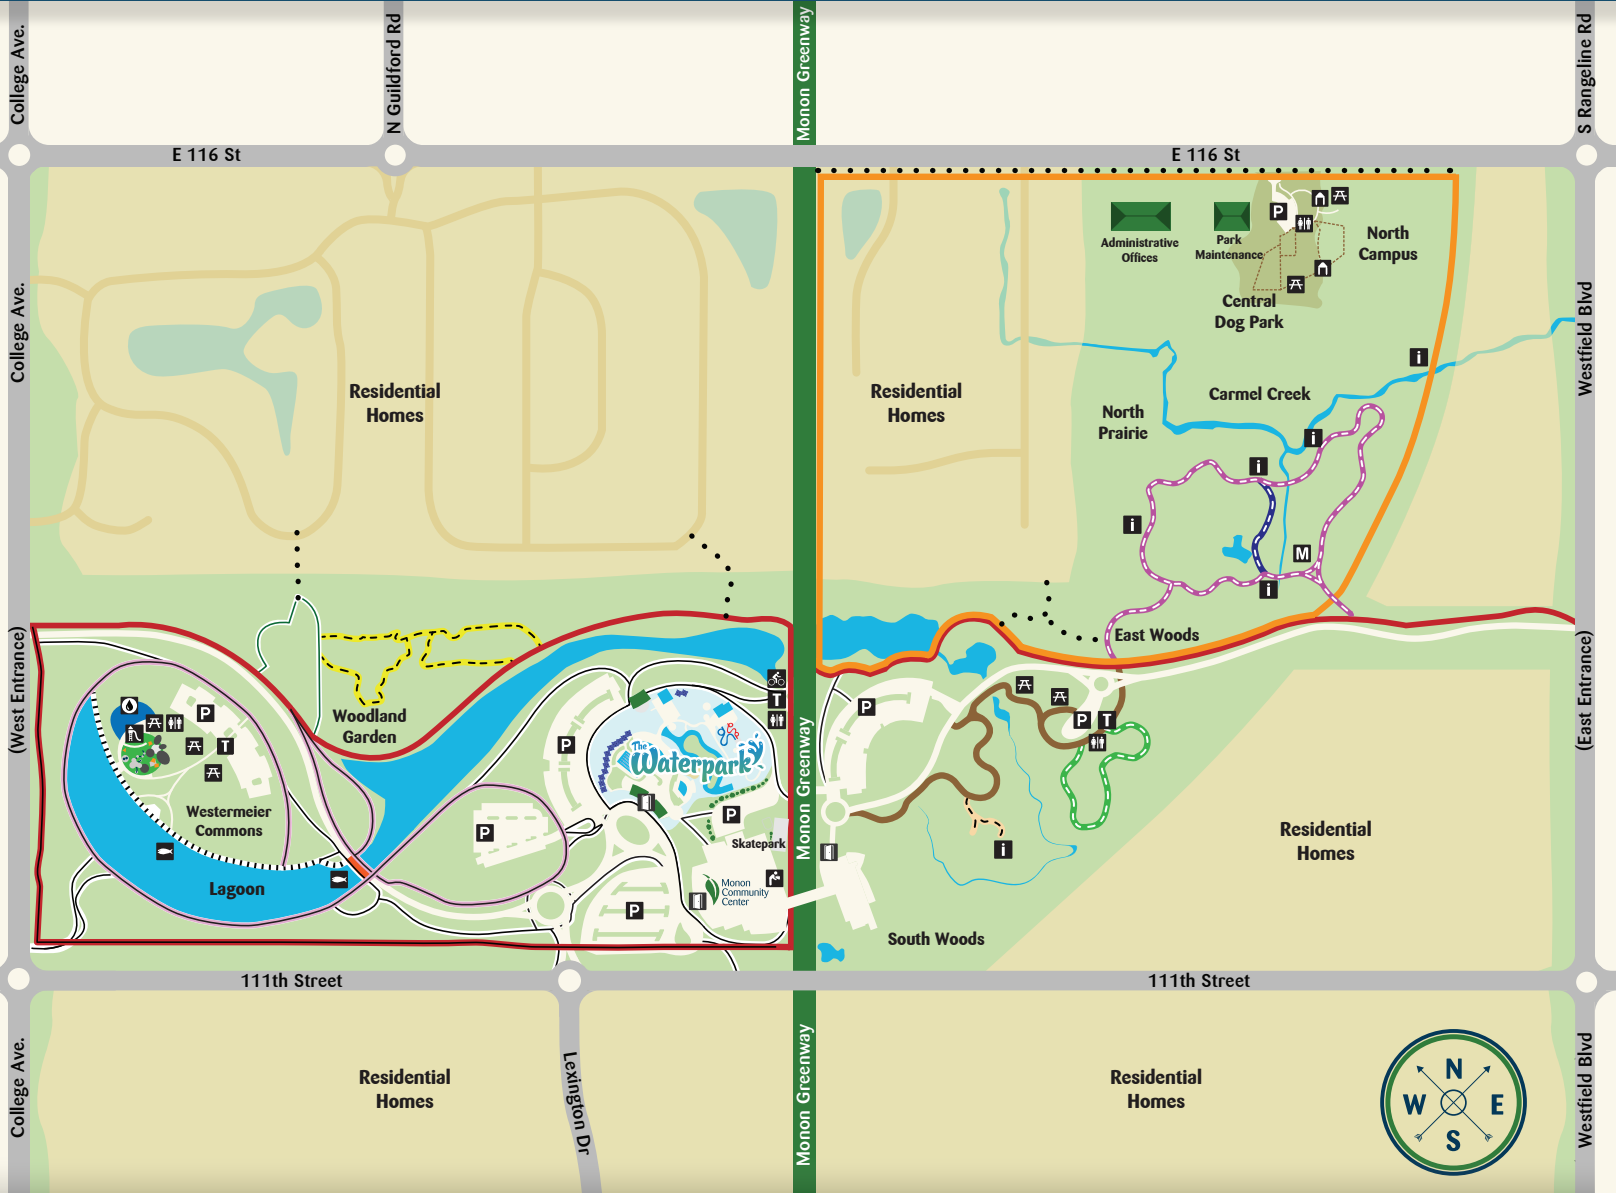 College Ave.
N Guildford Rd
Monon Greenway
S Rangeline Rd
E 116 St
E 116 St
P
Administrative
Offices
Park
Maintenance
North
Campus
Central
Dog Park
College Ave.
Westfield Blvd
i
Residential
Homes
Residential
Homes
Carmel Creek
North
Prairie
i
i
i
M
i
East Woods
(West Entrance)
(East Entrance)
Woodland
Garden
P
T
T
P
P
P T
The
Waterpark
Westermeier
Commons
P
P
Skatepark
Monon Greenway
Residential
Homes
i
Lagoon
Monon
Community
Center
P
South Woods
111th Street
111th Street
College Ave.
Residential
Homes
Lexington Dr
Monon Greenway
Residential
Homes
N
W
E
S
Westfield Blvd